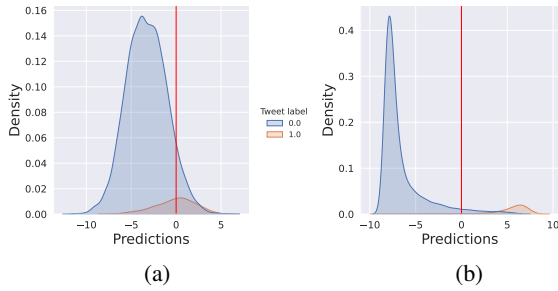 0.16
0.14
0.12
0.10
0.08
0.06
0.04
0.02
0.00
Density
−10 −5 0 5
Predictions
(a)
Tweet label
0.0
1.0
0.4
0.3
0.2
0.1
0.0
Density
−10 −5 0 5 10
Predictions
(b)